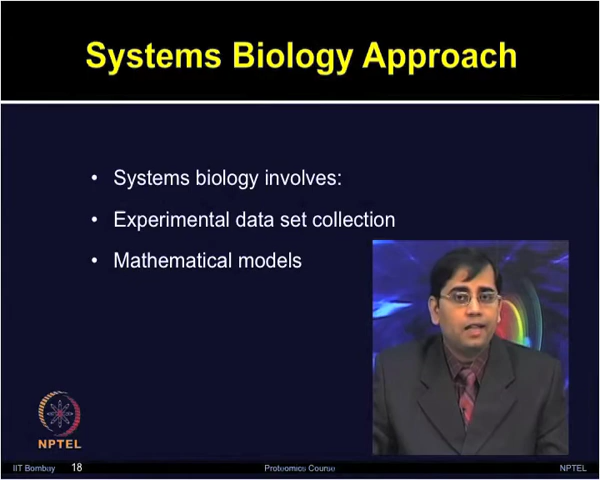 Systems Biology Approach
• Systems biology involves:
• Experimental data set collection
• Mathematical models
NPTEL
IIT Bombay 18 Proteomics Course NPTEL